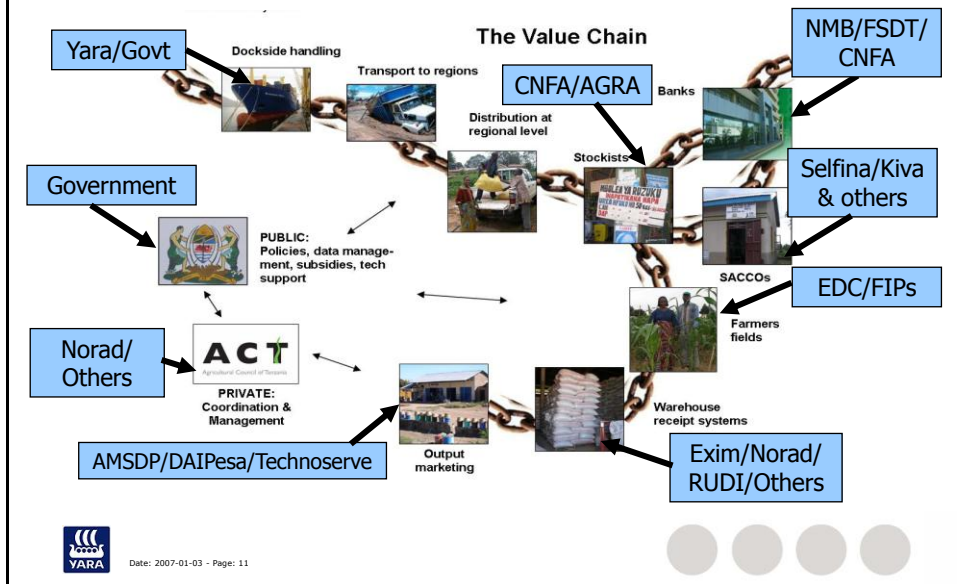 The Value Chain
Yara/Govt
Dockside handling
Transport to regions
Distribution at
regional level
CNFA/AGRA
Stockists
Banks
NMB/FSDT/
CNFA
Selfina/Kiva
& others
SACCOs
EDC/FIPs
Farmers
fields
Government
PUBLIC:
Policies, data manage-
ment, subsidies, tech
support
Norad/
Others
ACT
Agricultural Council of Tanzania
PRIVATE:
Coordination &
Management
AMSDP/DAIPesa/Technoserve
Output
marketing
Warehouse
receipt systems
Exim/Norad/
RUDI/Others
YARA
Date: 2007-01-03 - Page: 11